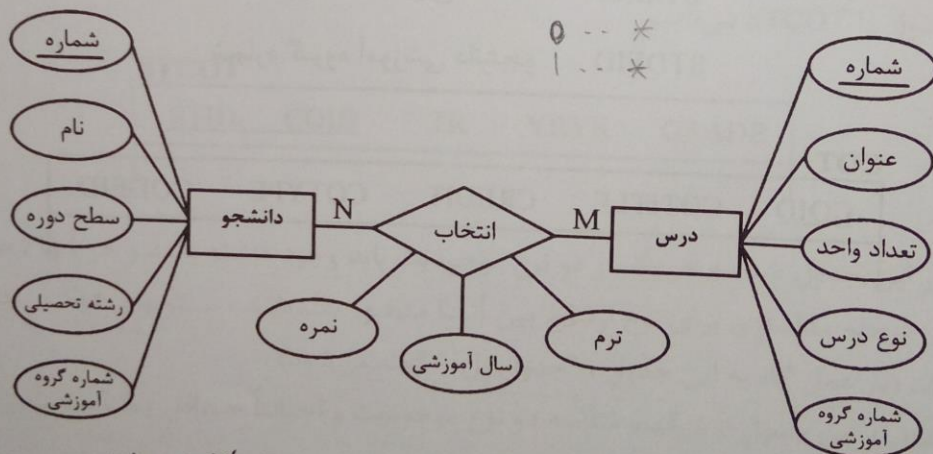 0 -- *
1 -- *
شماره
نام
سطح دوره
رشته تحصیلی
شماره گروه
آموزشی
دانشجو
N
انتخاب
M
درس
نمره
سال آموزشی
ترم
شماره
عنوان
تعداد واحد
نوع درس
شماره گروه
آموزشی